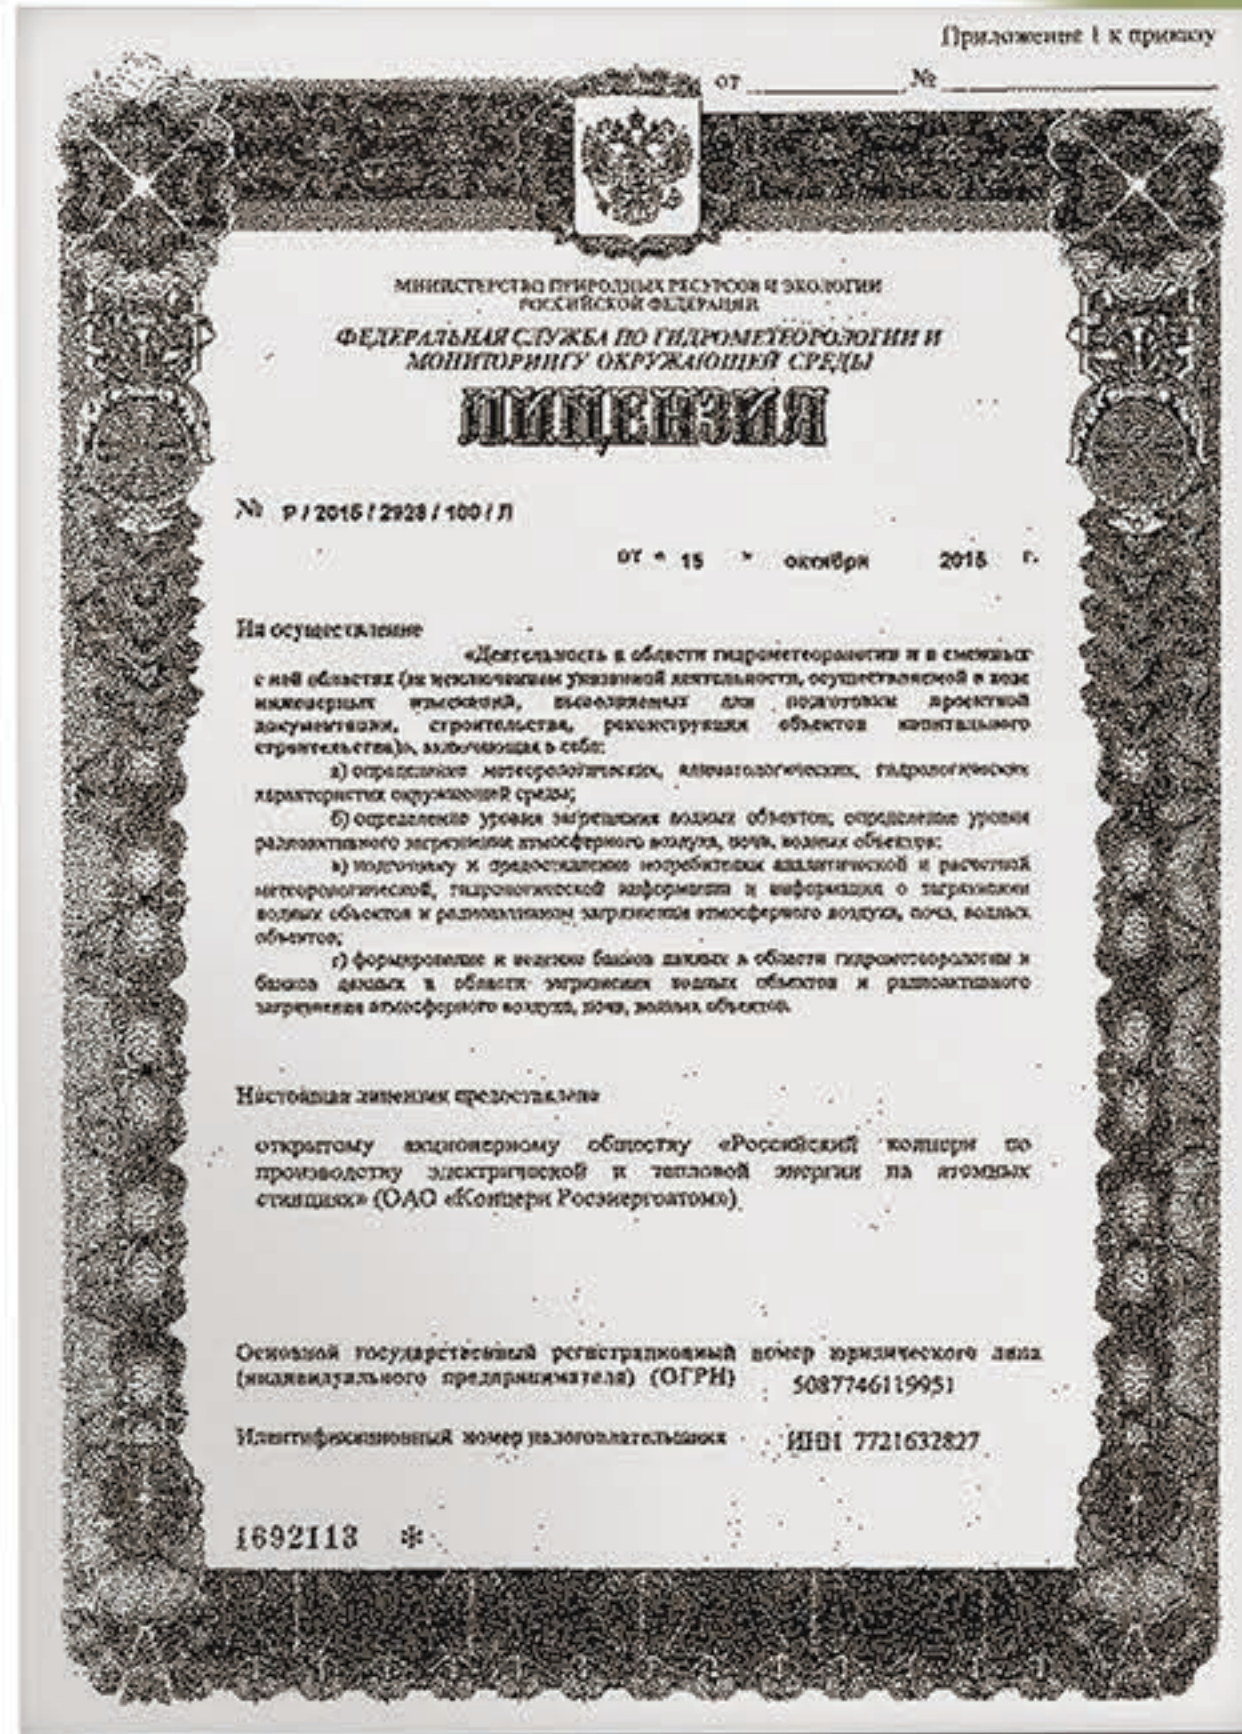 Приложение 1 к приказу
от № 
МИНИСТЕРСТВО ПРИРОДНЫХ РЕСУРСОВ И ЭКОЛОГИИ
РОССИЙСКОЙ ФЕДЕРАЦИИ
ФЕДЕРАЛЬНАЯ СЛУЖБА ПО ГИДРОМЕТЕОРОЛОГИИ И
МОНИТОРИНГУ ОКРУЖАЮЩЕЙ СРЕДЫ
ЛИЦЕНЗИЯ
№ Р / 2015 / 2928 / 100 / Л
от « 15 » октября 2015 г.
На осуществление
«Деятельность в области гидрометеорологии и в смежных
с ней областях (за исключением указанной деятельности, осуществляемой в ходе
инженерных изысканий, выполняемых для подготовки проектной
документации, строительства, реконструкции объектов капитального
строительства)», включающая в себя:
а) определение метеорологических, климатологических, гидрологических
характеристик окружающей среды;
б) определение уровня загрязнения водных объектов; определение уровня
радиоактивного загрязнения атмосферного воздуха, почв, водных объектов;
в) подготовку и предоставление потребителям аналитической и расчетной
метеорологической, гидрологической информации и информации о загрязнении
водных объектов и радиоактивном загрязнении атмосферного воздуха, почв, водных
объектов;
г) формирование и ведение банков данных в области гидрометеорологии и
банков данных в области загрязнения водных объектов и радиоактивного
загрязнения атмосферного воздуха, почв, водных объектов.
Настоящая лицензия предоставлена
открытому акционерному обществу «Российский концерн по
производству электрической и тепловой энергии на атомных
станциях» (ОАО «Концерн Росэнергоатом»)
Основной государственный регистрационный номер юридического лица
(индивидуального предпринимателя) (ОГРН) 5087746119951
Идентификационный номер налогоплательщика ИНН 7721632827
1692113 *